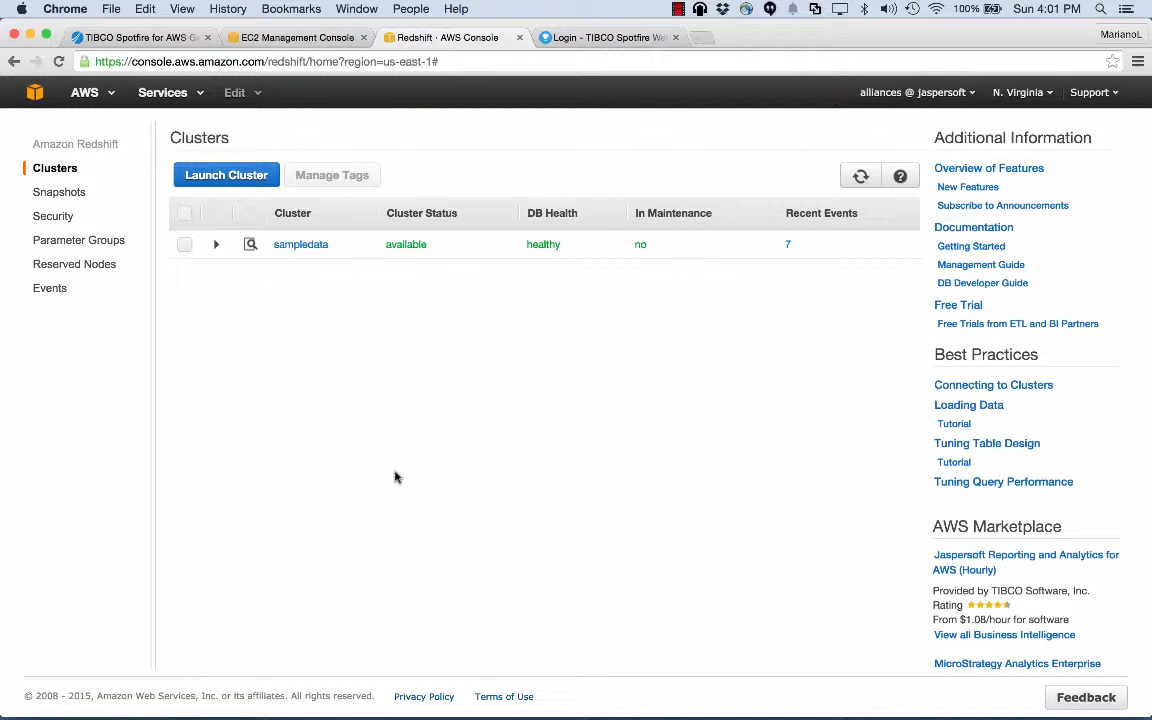 Chrome File Edit View History Bookmarks Window People Help 100% Sun 4:01 PM
TIBCO Spotfire for AWS EC2 Management Console Redshift · AWS Console Login - TIBCO Spotfire We MarianoL
https://console.aws.amazon.com/redshift/home?region=us-east-1#
AWS Services Edit alliances @ jaspersoft N. Virginia Support
Amazon Redshift
Clusters
Snapshots
Security
Parameter Groups
Reserved Nodes
Events
Clusters
Launch Cluster Manage Tags
Cluster Cluster Status DB Health In Maintenance Recent Events
sampledata available healthy no 7
Additional Information
Overview of Features
New Features
Subscribe to Announcements
Documentation
Getting Started
Management Guide
DB Developer Guide
Free Trial
Free Trials from ETL and BI Partners
Best Practices
Connecting to Clusters
Loading Data
Tutorial
Tuning Table Design
Tutorial
Tuning Query Performance
AWS Marketplace
Jaspersoft Reporting and Analytics for
AWS (Hourly)
Provided by TIBCO Software, Inc.
Rating
From $1.08/hour for software
View all Business Intelligence
MicroStrategy Analytics Enterprise
© 2008 - 2015, Amazon Web Services, Inc. or its affiliates. All rights reserved. Privacy Policy Terms of Use
Feedback